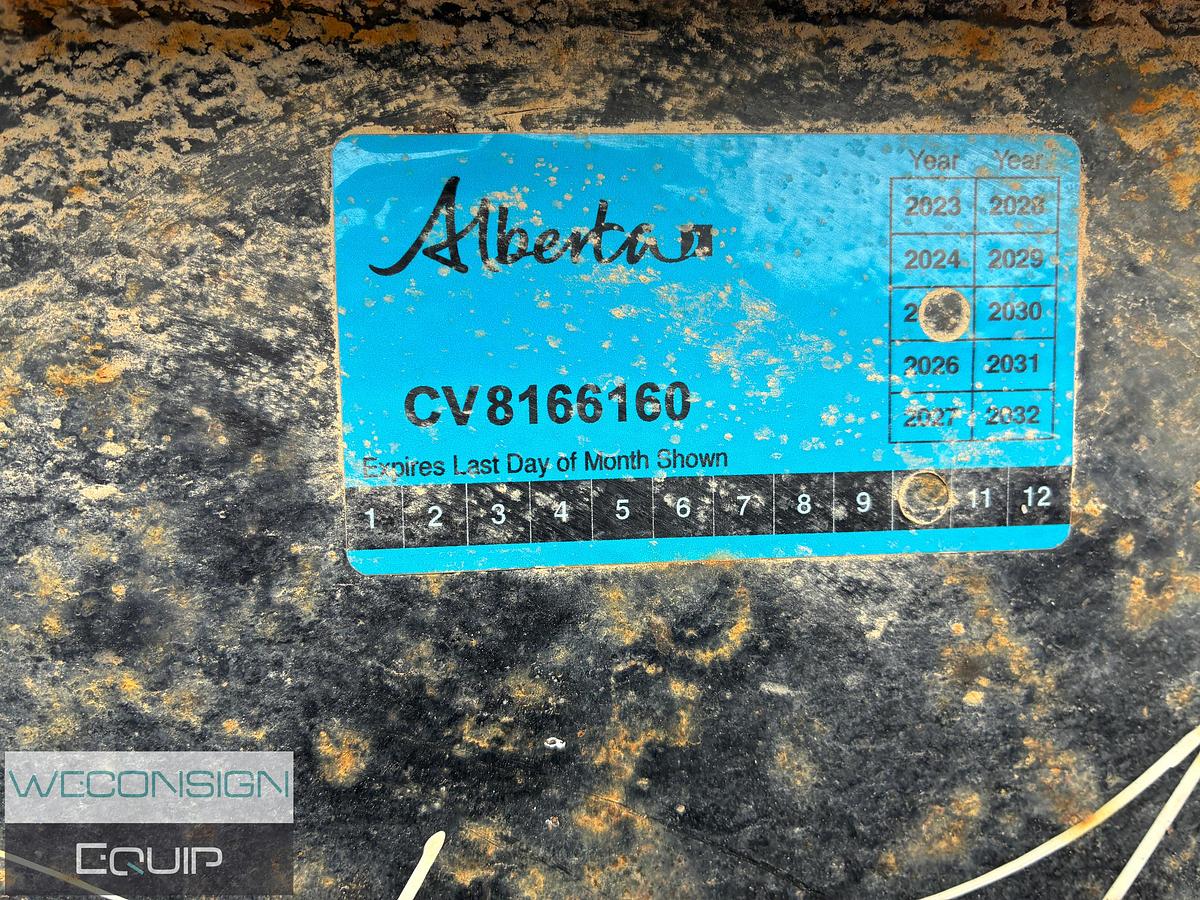 Alberta
Year Year
2023 2028
2024 2029
2030
2026 2031
2027 2032
CV8166160
Expires Last Day of Month Shown
1 2 3 4 5 6 7 8 9 11 12
WECONSIGN
EQUIP